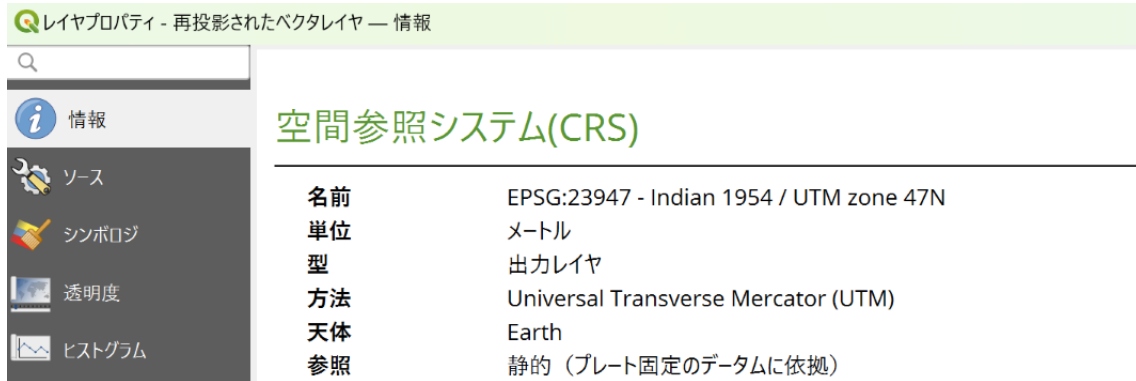 レイヤプロパティ - 再投影されたベクタレイヤ — 情報
情報
ソース
シンボロジ
透明度
ヒストグラム
空間参照システム(CRS)
名前 EPSG:23947 - Indian 1954 / UTM zone 47N
単位 メートル
型 出力レイヤ
方法 Universal Transverse Mercator (UTM)
天体 Earth
参照 静的（プレート固定のデータムに依拠）